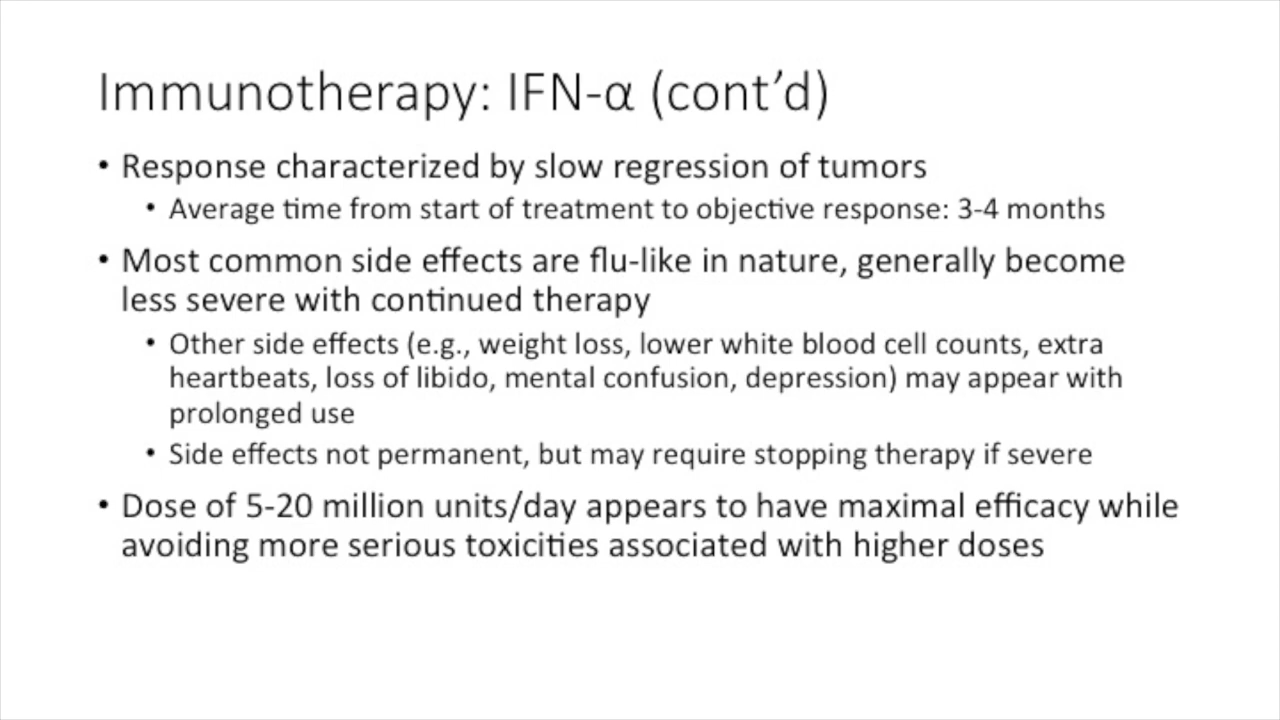 Immunotherapy: IFN-α (cont’d)
• Response characterized by slow regression of tumors
• Average time from start of treatment to objective response: 3-4 months
• Most common side effects are flu-like in nature, generally become
less severe with continued therapy
• Other side effects (e.g., weight loss, lower white blood cell counts, extra
heartbeats, loss of libido, mental confusion, depression) may appear with
prolonged use
• Side effects not permanent, but may require stopping therapy if severe
• Dose of 5-20 million units/day appears to have maximal efficacy while
avoiding more serious toxicities associated with higher doses